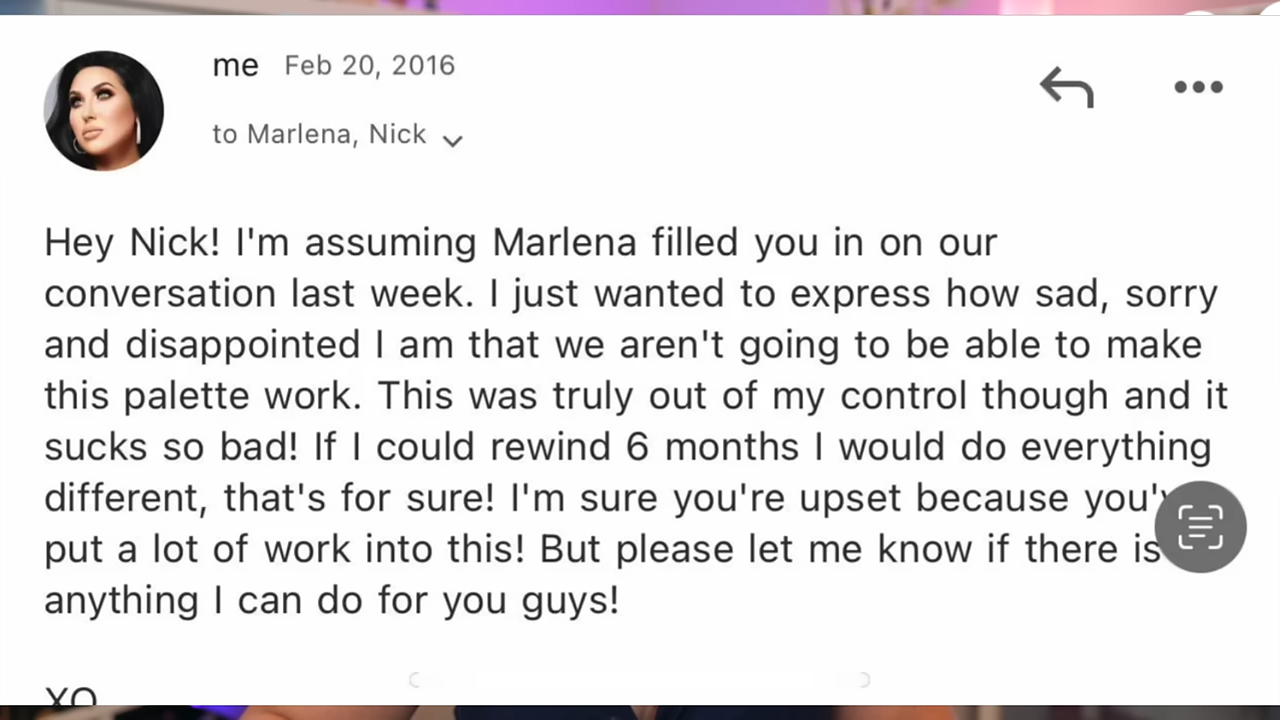 me Feb 20, 2016
to Marlena, Nick
Hey Nick! I'm assuming Marlena filled you in on our
conversation last week. I just wanted to express how sad, sorry
and disappointed I am that we aren't going to be able to make
this palette work. This was truly out of my control though and it
sucks so bad! If I could rewind 6 months I would do everything
different, that's for sure! I'm sure you're upset because
put a lot of work into this! But please let me know if there is
anything I can do for you guys!
XO